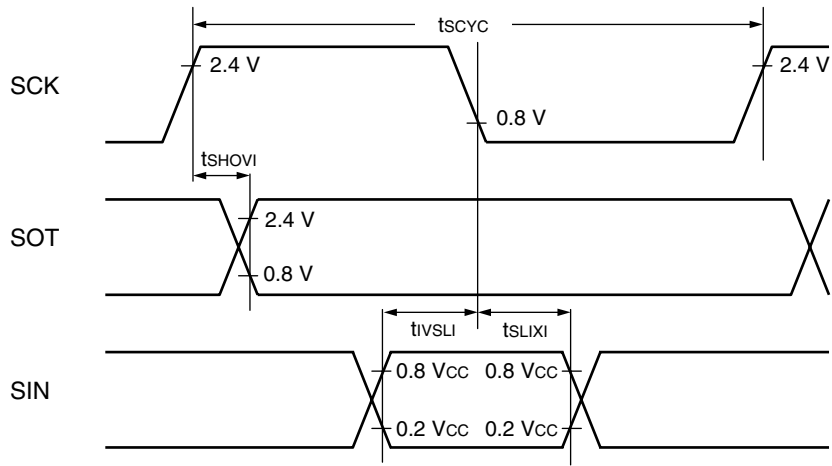 tSCYC
SCK
2.4 V
2.4 V
0.8 V
tSHOVI
SOT
2.4 V
0.8 V
tIVSLI
tSLIXI
SIN
0.8 VCC
0.8 VCC
0.2 VCC
0.2 VCC